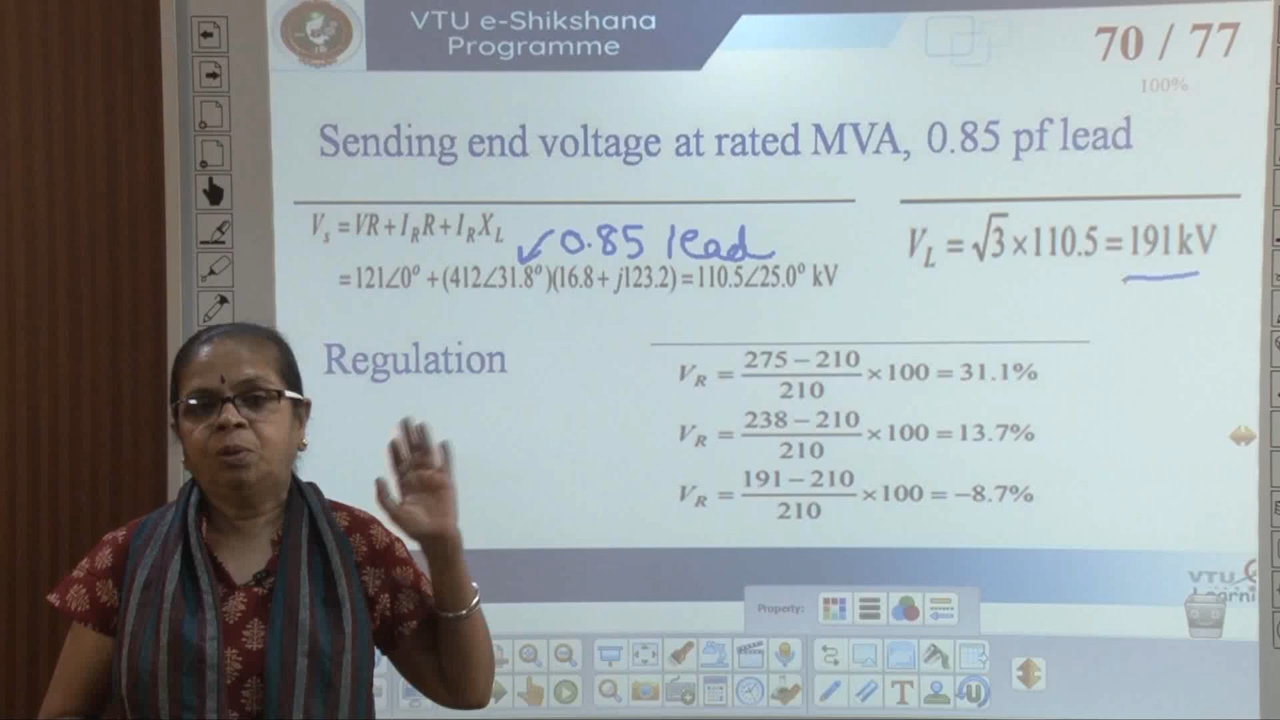 VTU e-Shikshana
Programme
70 / 77
100%
Sending end voltage at rated MVA, 0.85 pf lead
V_s = VR + I_R R + I_R X_L
0.85 lead
= 121∠0° + (412∠31.8°)(16.8 + j123.2) = 110.5∠25.0° kV
V_L = √3 × 110.5 = 191 kV
Regulation
V_R = (275 − 210)/210 × 100 = 31.1%
V_R = (238 − 210)/210 × 100 = 13.7%
V_R = (191 − 210)/210 × 100 = −8.7%
VTU
Learni
Property:
T
U